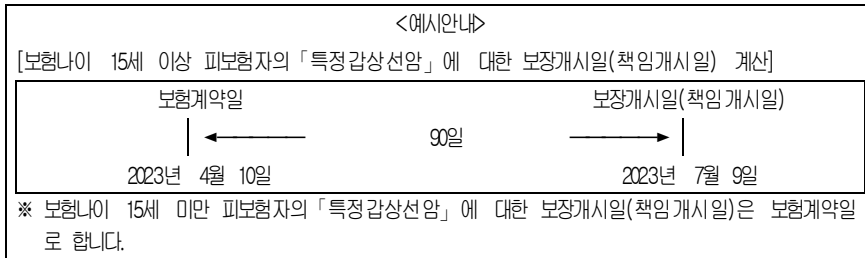 <예시안내>
[보험나이 15세 이상 피보험자의「특정갑상선암」에 대한 보장개시일(책임개시일) 계산]
보험계약일 보장개시일(책임개시일)
90일
2023년 4월 10일 2023년 7월 9일
※ 보험나이 15세 미만 피보험자의「특정갑상선암」에 대한 보장개시일(책임개시일)은 보험계약일
로 합니다.